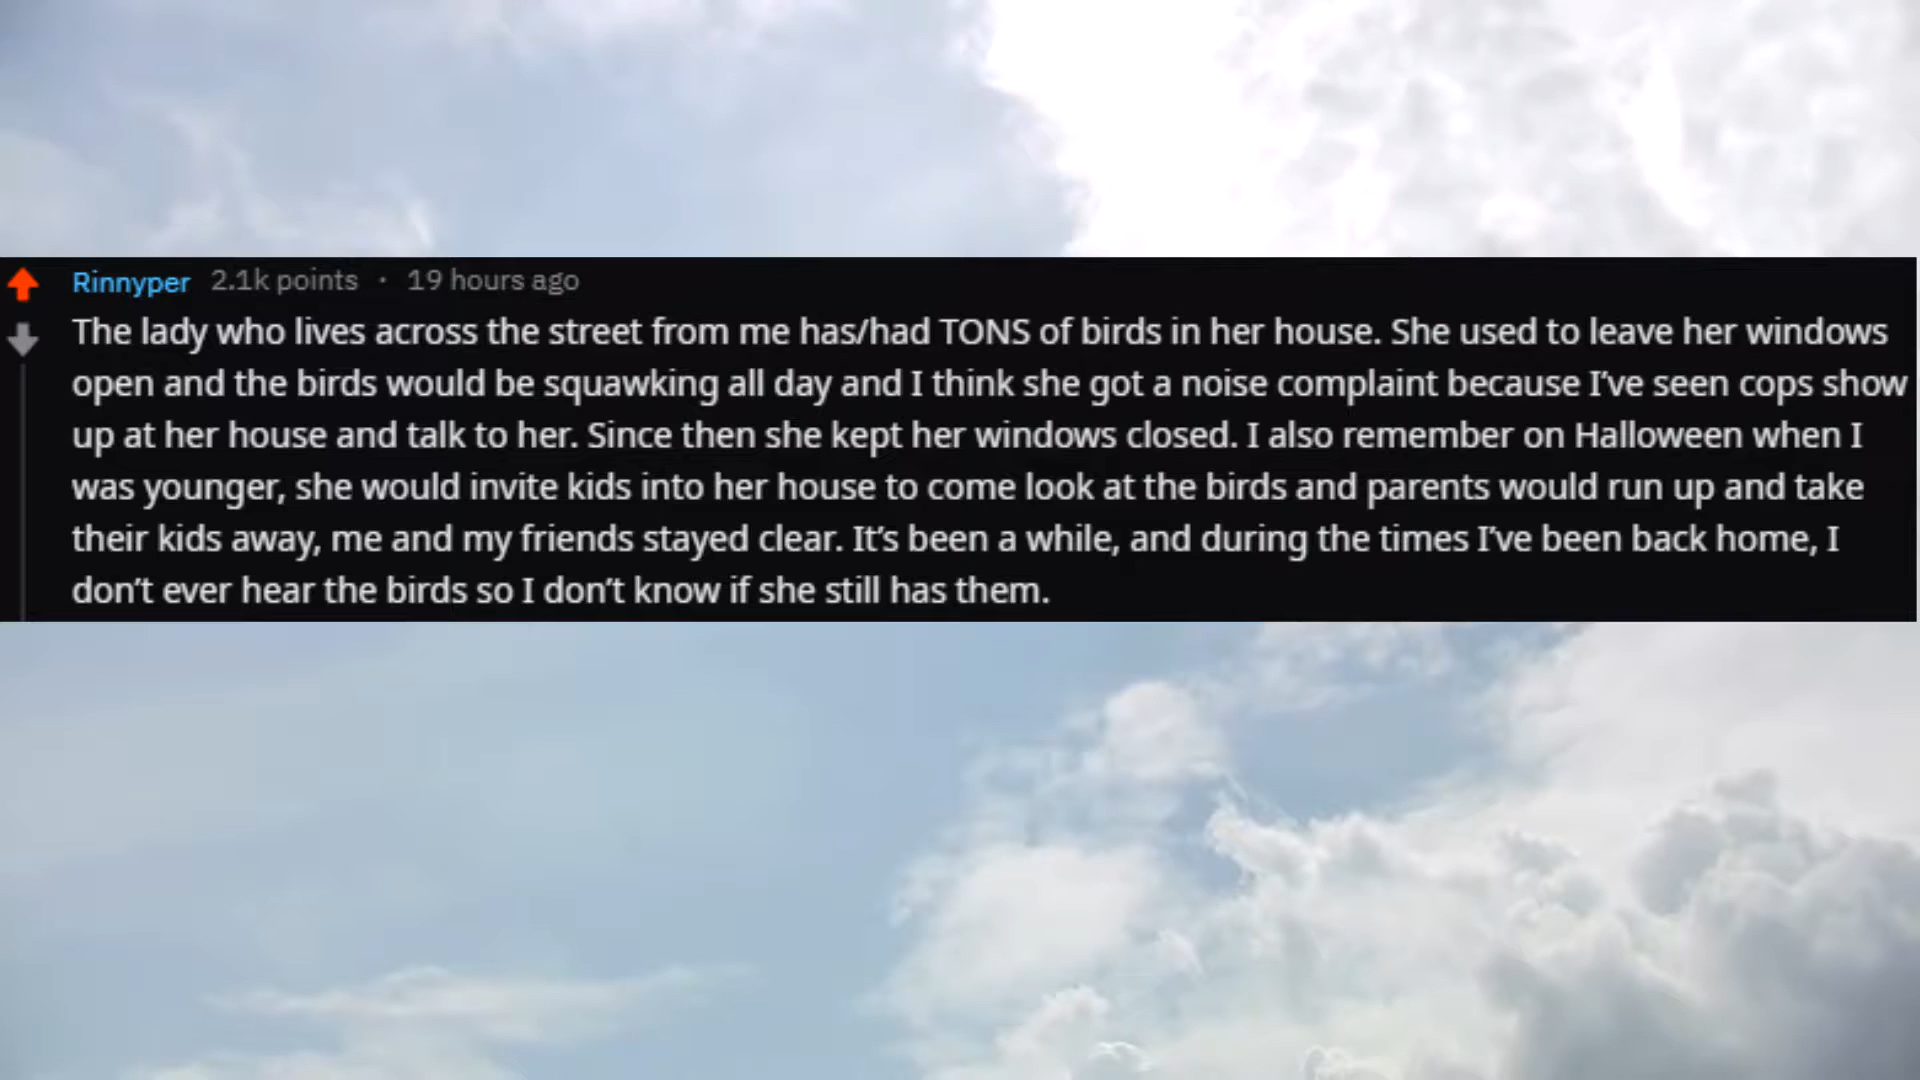 Rinnyper 2.1k points · 19 hours ago
The lady who lives across the street from me has/had TONS of birds in her house. She used to leave her windows
open and the birds would be squawking all day and I think she got a noise complaint because I’ve seen cops show
up at her house and talk to her. Since then she kept her windows closed. I also remember on Halloween when I
was younger, she would invite kids into her house to come look at the birds and parents would run up and take
their kids away, me and my friends stayed clear. It’s been a while, and during the times I’ve been back home, I
don’t ever hear the birds so I don’t know if she still has them.